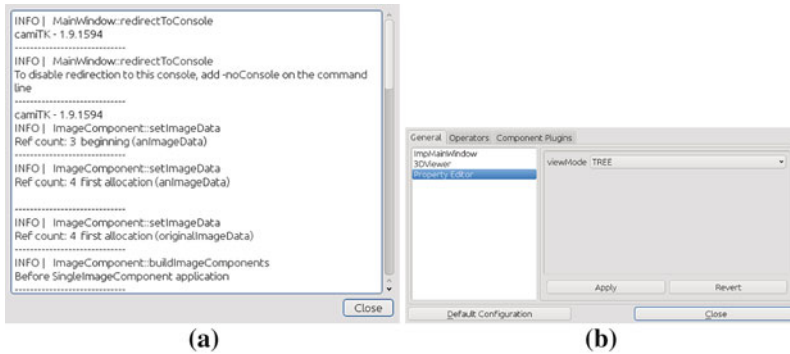 INFO | MainWindow::redirectToConsole
camiTK - 1.9.1594
----------------------------
INFO | MainWindow::redirectToConsole
To disable redirection to this console, add -noConsole on the command
line
----------------------------
camiTK - 1.9.1594
INFO | ImageComponent::setImageData
Ref count: 3 beginning (anImageData)
----------------------------
INFO | ImageComponent::setImageData
Ref count: 4 first allocation (anImageData)
----------------------------
INFO | ImageComponent::setImageData
Ref count: 4 first allocation (originalImageData)
----------------------------
INFO | ImageComponent::buildImageComponents
Before SingleImageComponent application
----------------------------
Close
(a)
General Operators Component Plugins
ImpMainWindow
3DViewer
Property Editor
viewMode TREE
Apply Revert
Default Configuration Close
(b)